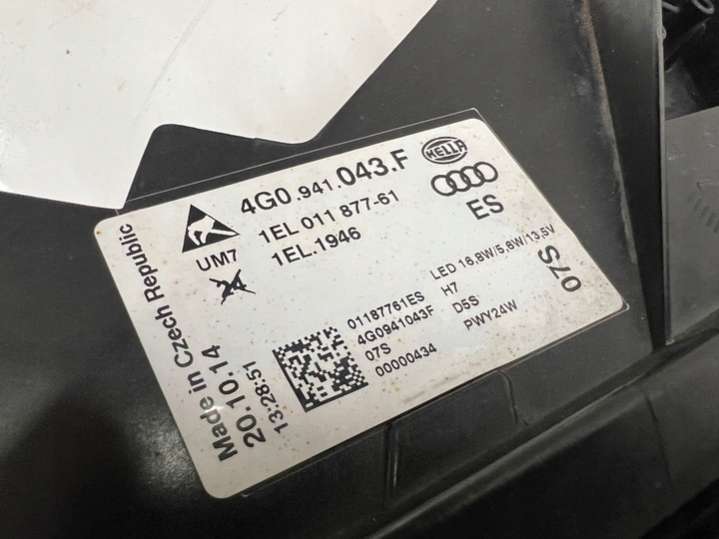 4G0.941.043.F
HELLA
1EL 011 877-61
UM7
1EL.1946
ES
07S
01187761ES
4G0941043F
07S
00000434
LED 18,8W/5,8W/13,5V
H7
D5S
PWY24W
Made in Czech Republic
20.10.14
13:28:51